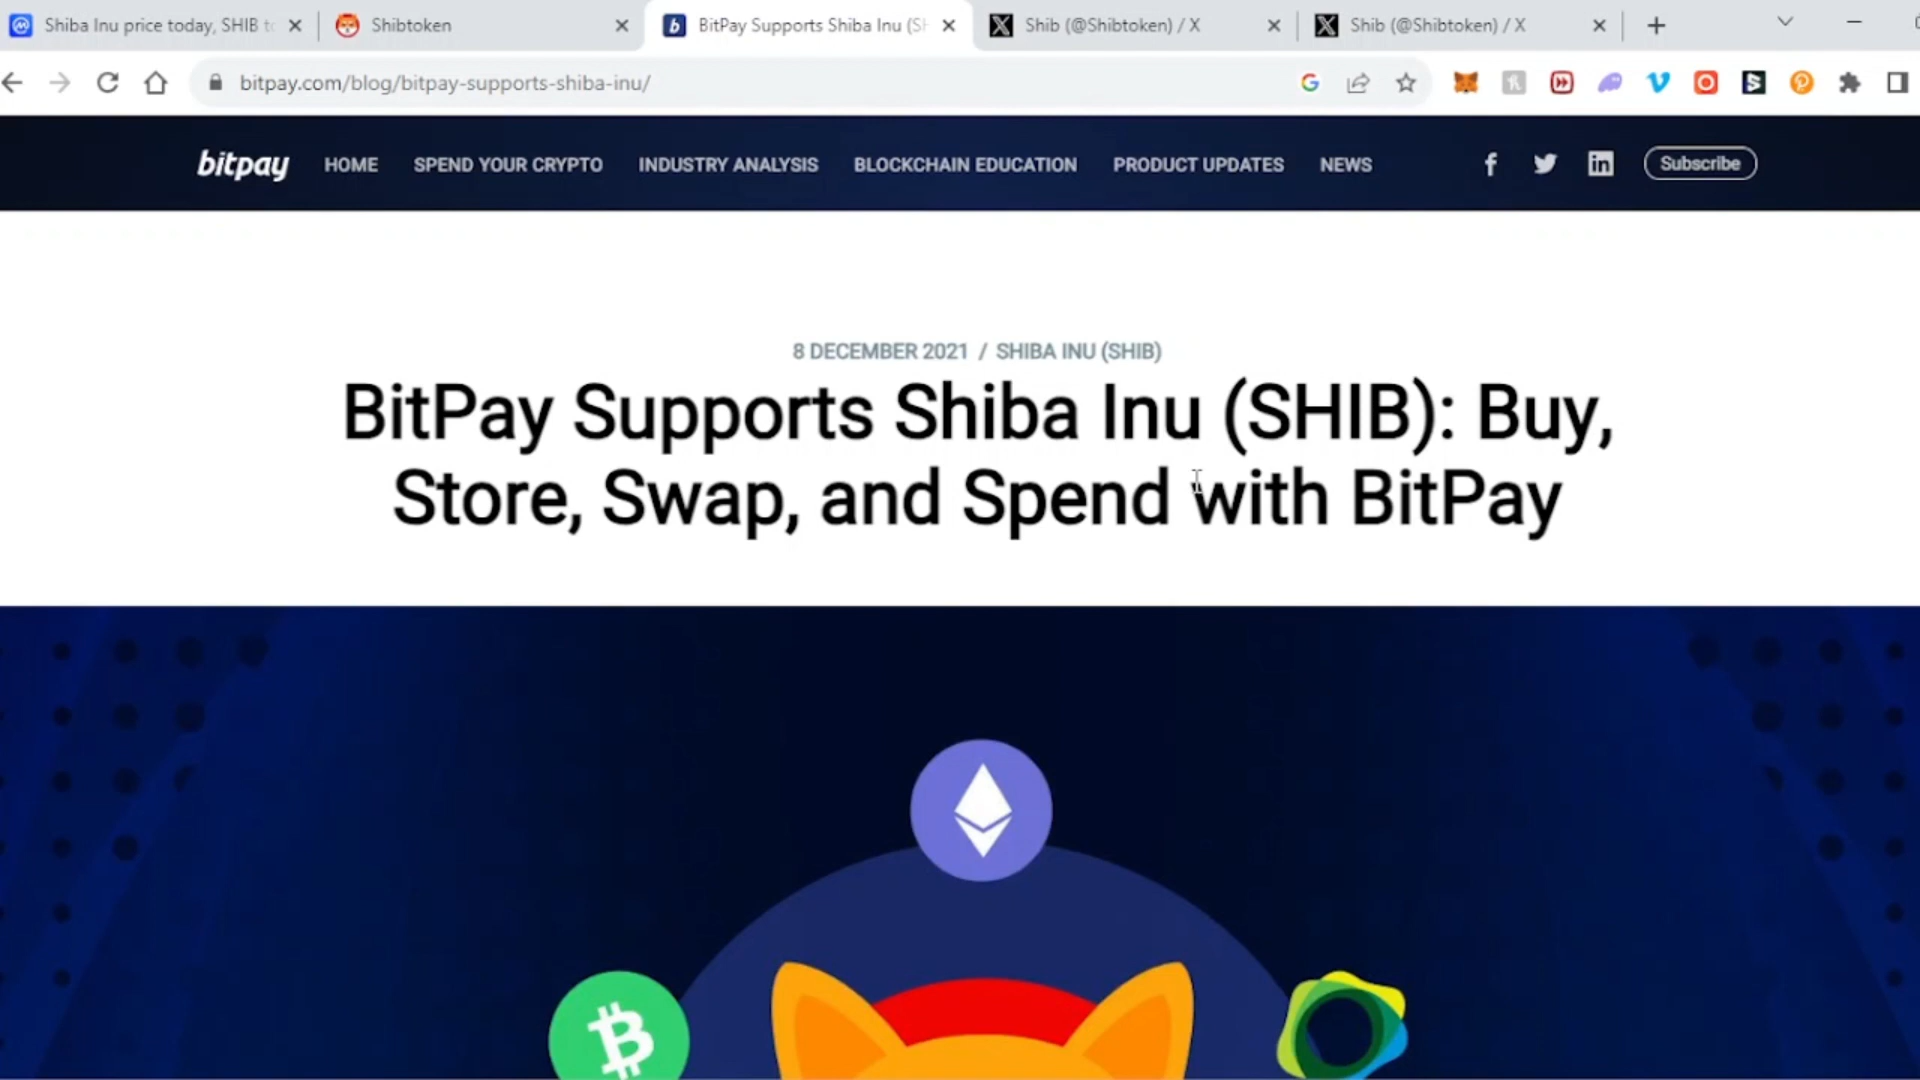 Shiba Inu price today, SHIB to
Shibtoken
BitPay Supports Shiba Inu (SH
Shib (@Shibtoken) / X
Shib (@Shibtoken) / X
bitpay.com/blog/bitpay-supports-shiba-inu/
bitpay HOME SPEND YOUR CRYPTO INDUSTRY ANALYSIS BLOCKCHAIN EDUCATION PRODUCT UPDATES NEWS Subscribe
8 DECEMBER 2021 / SHIBA INU (SHIB)
BitPay Supports Shiba Inu (SHIB): Buy,
Store, Swap, and Spend with BitPay